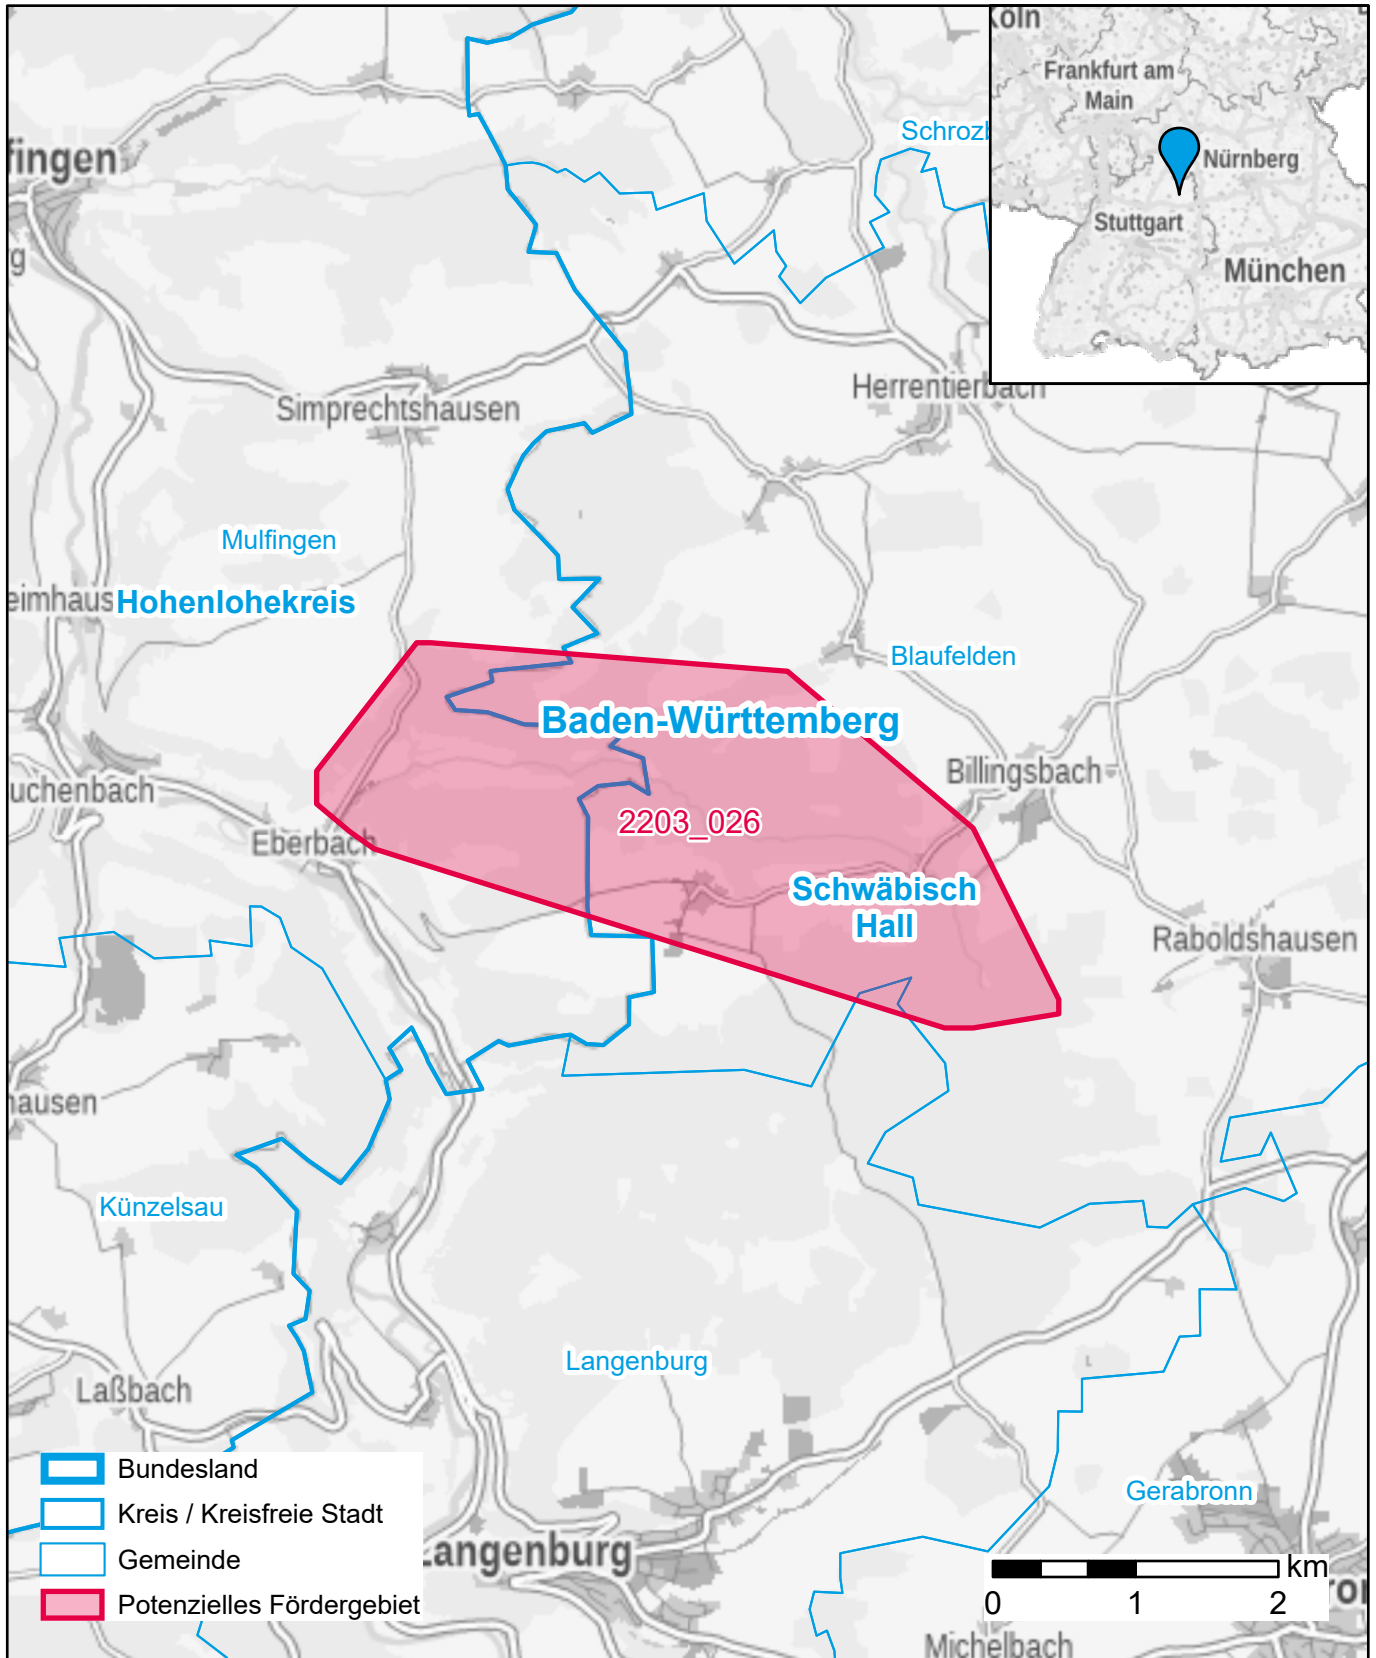 Köln
Frankfurt am
Main
Nürnberg
Stuttgart
München
Schrozb
fingen
g
Herrentierbach
Simprechtshausen
Mulfingen
eimhaus
Hohenlohekreis
Blaufelden
Baden-Württemberg
Billingsbach
uchenbach
2203_026
Eberbach
Schwäbisch
Hall
Raboldshausen
hausen
Künzelsau
Langenburg
Laßbach
Gerabronn
Langenburg
Michelbach
Bundesland
Kreis / Kreisfreie Stadt
Gemeinde
Potenzielles Fördergebiet
km
0 1 2